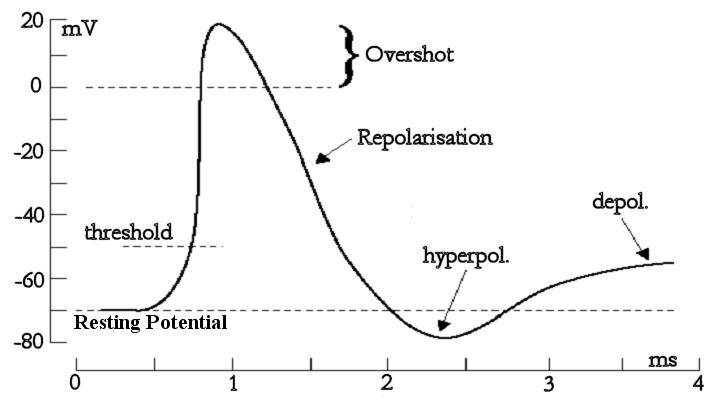 20
mV
Overshot
0
Repolarisation
-20
-40
depol.
threshold
hyperpol.
-60
Resting Potential
-80
ms
0 1 2 3 4